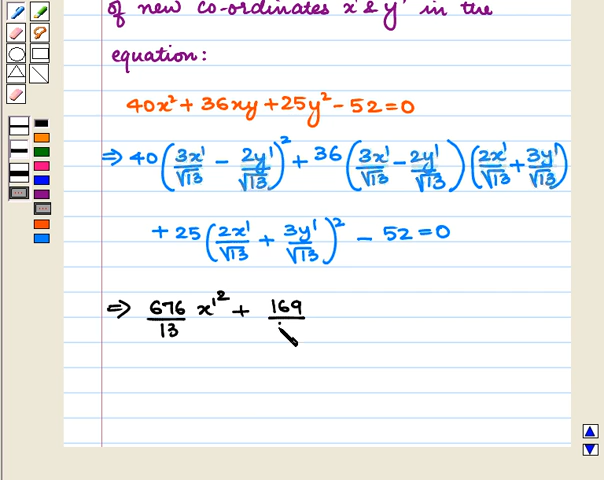 of new co-ordinates x' & y' in the
equation:
40x² + 36xy + 25y² - 52 = 0
⇒ 40 (3x'/√13 - 2y'/√13)² + 36 (3x'/√13 - 2y'/√13) (2x'/√13 + 3y'/√13)
+ 25 (2x'/√13 + 3y'/√13)² - 52 = 0
⇒ 676/13 x'² + 169/